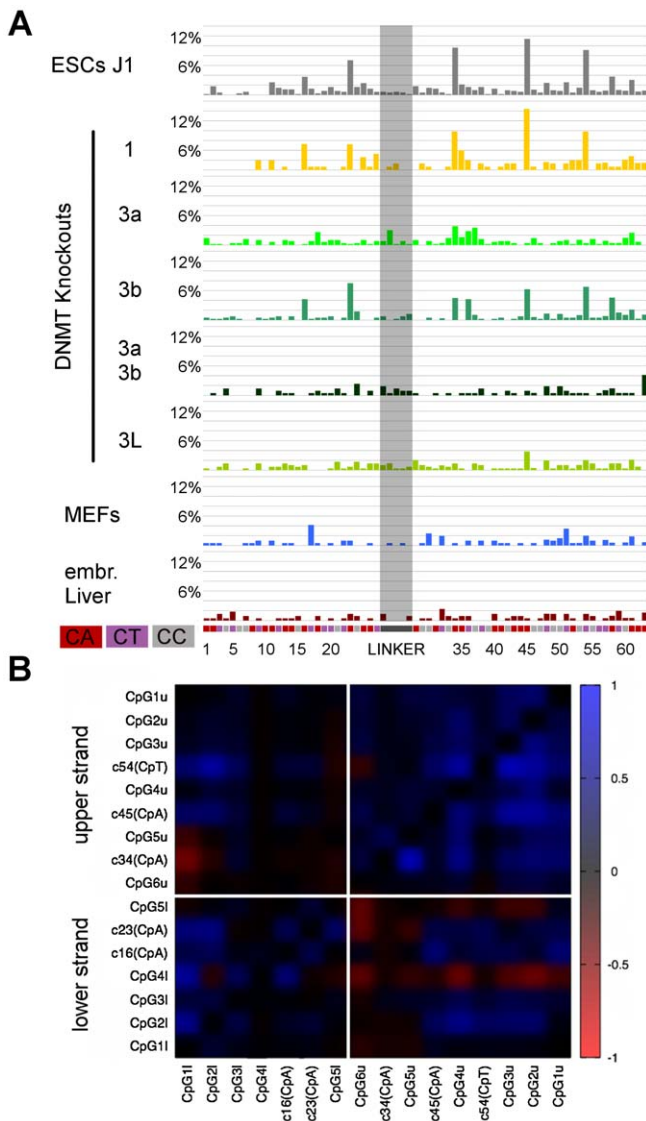 A
ESCs J1
12%
6%
DNMT Knockouts
1
12%
6%
3a
12%
6%
3b
12%
6%
3a
3b
12%
6%
3L
12%
6%
MEFs
12%
6%
embr.
Liver
12%
6%
CA CT CC
1 5 10 15 20 LINKER 35 40 45 55 60
B
upper strand
CpG1u
CpG2u
CpG3u
c54(CpT)
CpG4u
c45(CpA)
CpG5u
c34(CpA)
CpG6u
lower strand
CpG5l
c23(CpA)
c16(CpA)
CpG4l
CpG3l
CpG2l
CpG1l
CpG1l CpG2l CpG3l CpG4l c16(CpA) c23(CpA) CpG5l CpG6u c34(CpA) CpG5u c45(CpA) CpG4u c54(CpT) CpG3u CpG2u CpG1u
1
0.5
0
-0.5
-1